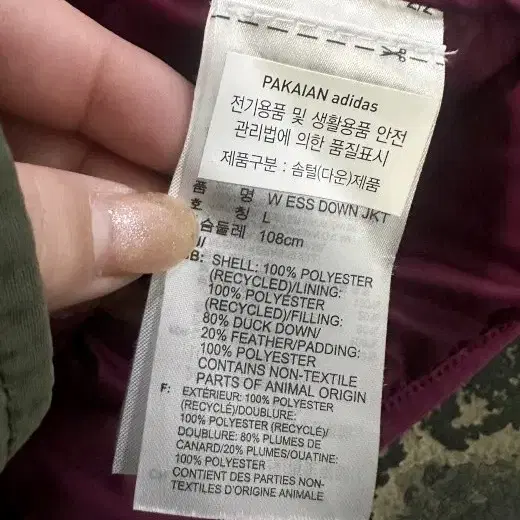 2/2
PAKAIAN adidas
전기용품 및 생활용품 안전
관리법에 의한 품질표시
제품구분 : 솜털(다운)제품
품 명 W ESS DOWN JKT
호 칭 L
슴둘레 108cm
B: SHELL: 100% POLYESTER
(RECYCLED)/LINING:
100% POLYESTER
(RECYCLED)/FILLING:
80% DUCK DOWN/
20% FEATHER/PADDING:
100% POLYESTER
CONTAINS NON-TEXTILE
PARTS OF ANIMAL ORIGIN
F: EXTÉRIEUR: 100% POLYESTER
(RECYCLÉ)/DOUBLURE:
100% POLYESTER (RECYCLÉ)/
DOUBLURE: 80% PLUMES DE
CANARD/20% PLUMES/OUATINE:
100% POLYESTER
CONTIENT DES PARTIES NON-
TEXTILES D'ORIGINE ANIMALE